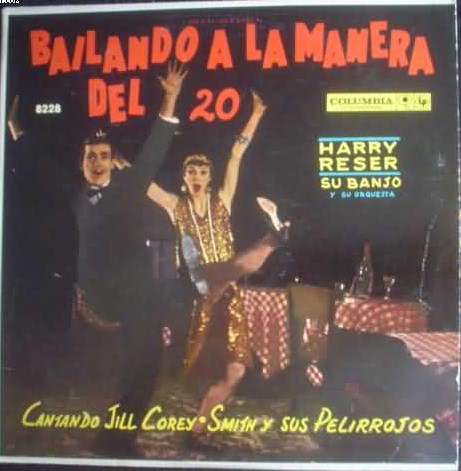 BAILANDO A LA MANERA
DEL 20
8228
COLUMBIA Lp
HARRY
RESER
SU BANJO
Y SU ORQUESTA
CANTANDO JILL COREY • SMITH Y SUS PELIRROJOS